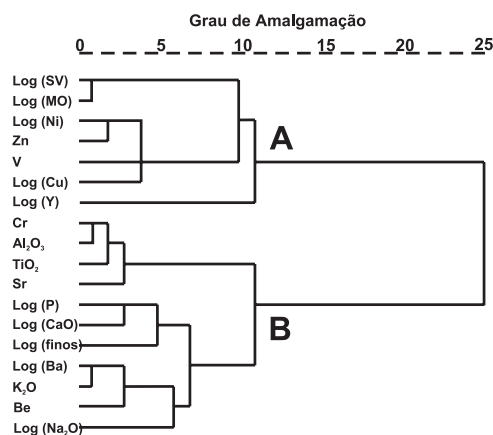 Grau de Amalgamação
0 5 10 15 20 25
Log (SV)
Log (MO)
Log (Ni)
Zn
V
Log (Cu)
Log (Y)
A
Cr
Al₂O₃
TiO₂
Sr
Log (P)
Log (CaO)
B
Log (finos)
Log (Ba)
K₂O
Be
Log (Na₂O)